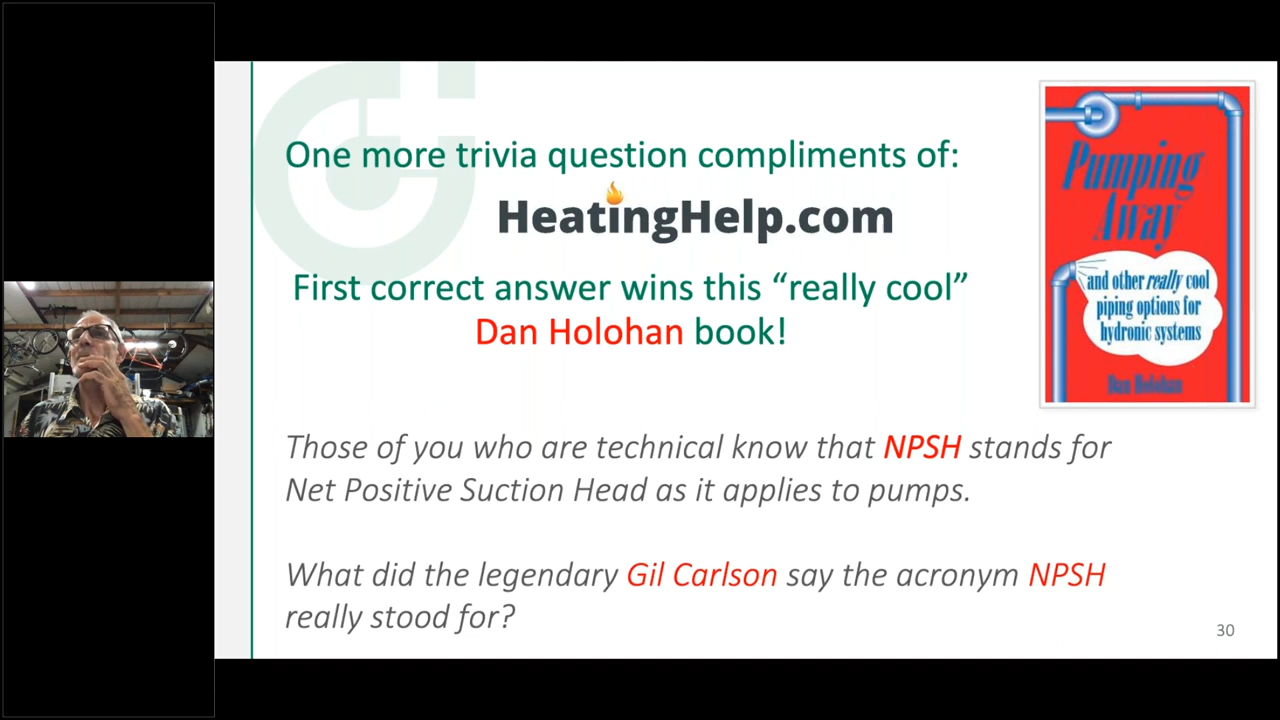 One more trivia question compliments of:
HeatingHelp.com
First correct answer wins this “really cool”
Dan Holohan book!
Pumping
Away
and other really cool
piping options for
hydronic systems
Dan Holohan
Those of you who are technical know that NPSH stands for
Net Positive Suction Head as it applies to pumps.
What did the legendary Gil Carlson say the acronym NPSH
really stood for?
30